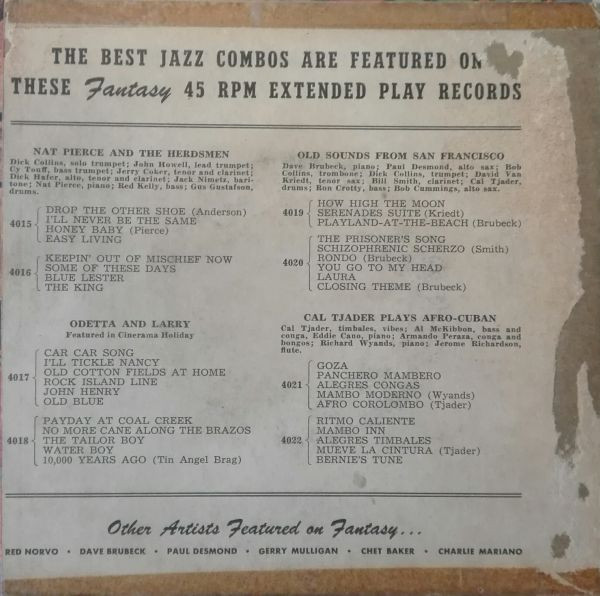 THE BEST JAZZ COMBOS ARE FEATURED ON
THESE Fantasy 45 RPM EXTENDED PLAY RECORDS
NAT PIERCE AND THE HERDSMEN
Dick Collins, solo trumpet; John Howell, lead trumpet;
Cy Touff, bass trumpet; Jerry Coker, tenor and clarinet;
Dick Hafer, alto, tenor and clarinet; Jack Nimetz, bari-
tone; Nat Pierce, piano; Red Kelly, bass; Gus Gustafson,
drums.
4015
DROP THE OTHER SHOE (Anderson)
I'LL NEVER BE THE SAME
HONEY BABY (Pierce)
EASY LIVING
4016
KEEPIN' OUT OF MISCHIEF NOW
SOME OF THESE DAYS
BLUE LESTER
THE KING
ODETTA AND LARRY
Featured in Cinerama Holiday
4017
CAR CAR SONG
I'LL TICKLE NANCY
OLD COTTON FIELDS AT HOME
ROCK ISLAND LINE
JOHN HENRY
OLD BLUE
4018
PAYDAY AT COAL CREEK
NO MORE CANE ALONG THE BRAZOS
THE TAILOR BOY
WATER BOY
10,000 YEARS AGO (Tin Angel Brag)
OLD SOUNDS FROM SAN FRANCISCO
Dave Brubeck, piano; Paul Desmond, alto sax; Bob
Collins, trombone; Dick Collins, trumpet; David Van
Kriedt, tenor sax; Bill Smith, clarinet; Cal Tjader,
drums; Ron Crotty, bass; Bob Cummings, alto sax.
4019
HOW HIGH THE MOON
SERENADES SUITE (Kriedt)
PLAYLAND-AT-THE-BEACH (Brubeck)
4020
THE PRISONER'S SONG
SCHIZOPHRENIC SCHERZO (Smith)
RONDO (Brubeck)
YOU GO TO MY HEAD
LAURA
CLOSING THEME (Brubeck)
CAL TJADER PLAYS AFRO-CUBAN
Cal Tjader, timbales, vibes; Al McKibbon, bass and
conga, Eddie Cano, piano; Armando Peraza, conga and
bongos; Richard Wyands, piano; Jerome Richardson,
flute.
4021
GOZA
PANCHERO MAMBERO
ALEGRES CONGAS
MAMBO MODERNO (Wyands)
AFRO COROLOMBO (Tjader)
4022
RITMO CALIENTE
MAMBO INN
ALEGRES TIMBALES
MUEVE LA CINTURA (Tjader)
BERNIE'S TUNE
Other Artists Featured on Fantasy...
RED NORVO • DAVE BRUBECK • PAUL DESMOND • GERRY MULLIGAN • CHET BAKER • CHARLIE MARIANO